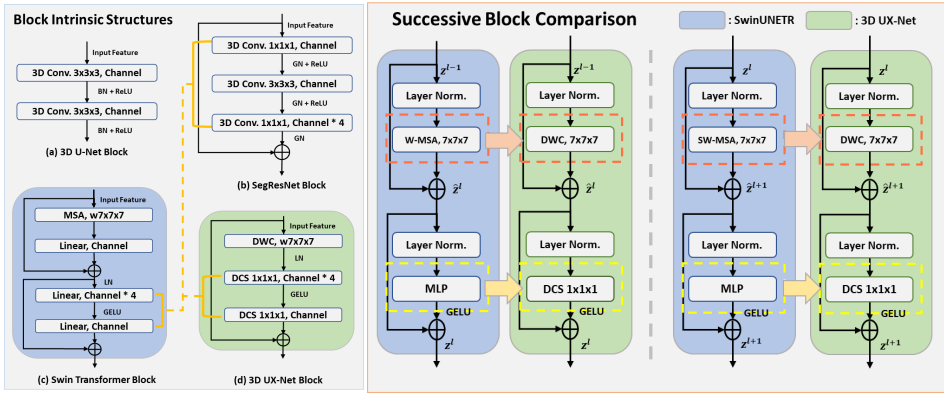 Block Intrinsic Structures
Input Feature
3D Conv. 3x3x3, Channel
BN + ReLU
3D Conv. 3x3x3, Channel
BN + ReLU
(a) 3D U-Net Block
Input Feature
3D Conv. 1x1x1, Channel
GN + ReLU
3D Conv. 3x3x3, Channel
GN + ReLU
3D Conv. 1x1x1, Channel * 4
GN
(b) SegResNet Block
Input Feature
MSA, w7x7x7
Linear, Channel
LN
Linear, Channel * 4
GELU
Linear, Channel
(c) Swin Transformer Block
Input Feature
DWC, w7x7x7
LN
DCS 1x1x1, Channel * 4
GELU
DCS 1x1x1, Channel
(d) 3D UX-Net Block
Successive Block Comparison
: SwinUNETR
: 3D UX-Net
z^{l-1}
Layer Norm.
W-MSA, 7x7x7
ẑ^l
Layer Norm.
MLP
GELU
z^l
z^{l-1}
Layer Norm.
DWC, 7x7x7
ẑ^l
Layer Norm.
DCS 1x1x1
z^l
z^l
Layer Norm.
SW-MSA, 7x7x7
ẑ^{l+1}
Layer Norm.
MLP
GELU
z^{l+1}
z^l
Layer Norm.
DWC, 7x7x7
ẑ^{l+1}
Layer Norm.
DCS 1x1x1
z^{l+1}